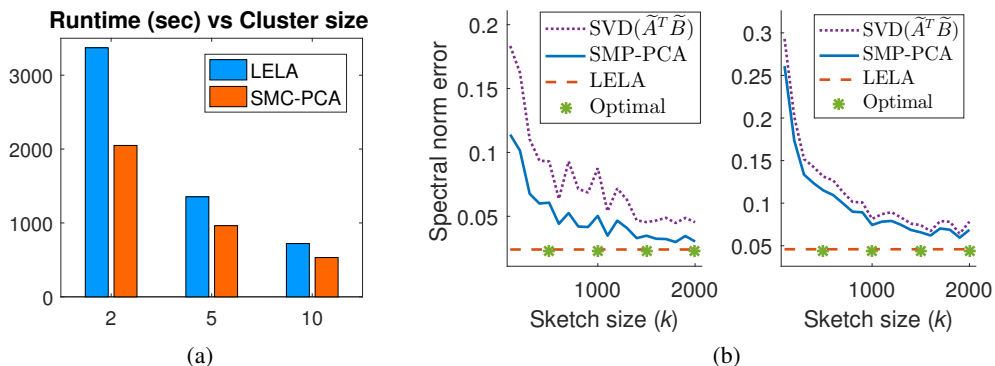 Runtime (sec) vs Cluster size
3000
2000
1000
0
2
5
10
LELA
SMC-PCA
(a)
Spectral norm error
0.2
0.15
0.1
0.05
SVD(Ã^T B̃)
SMP-PCA
LELA
Optimal
1000
2000
Sketch size (k)
0.3
0.25
0.2
0.15
0.1
0.05
SVD(Ã^T B̃)
SMP-PCA
LELA
Optimal
1000
2000
Sketch size (k)
(b)